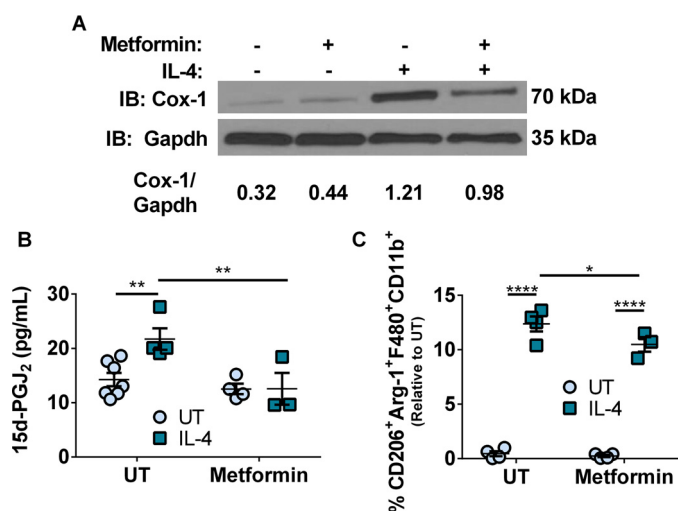 A
Metformin: - + - +
IL-4: - - + +
IB: Cox-1 70 kDa
IB: Gapdh 35 kDa
Cox-1/
Gapdh
0.32 0.44 1.21 0.98
B
15d-PGJ₂ (pg/mL)
30
20
10
0
** **
UT
IL-4
UT Metformin
C
% CD206⁺Arg-1⁺F480⁺CD11b⁺
(Relative to UT)
15
10
5
0
*
**** ****
UT
IL-4
UT Metformin